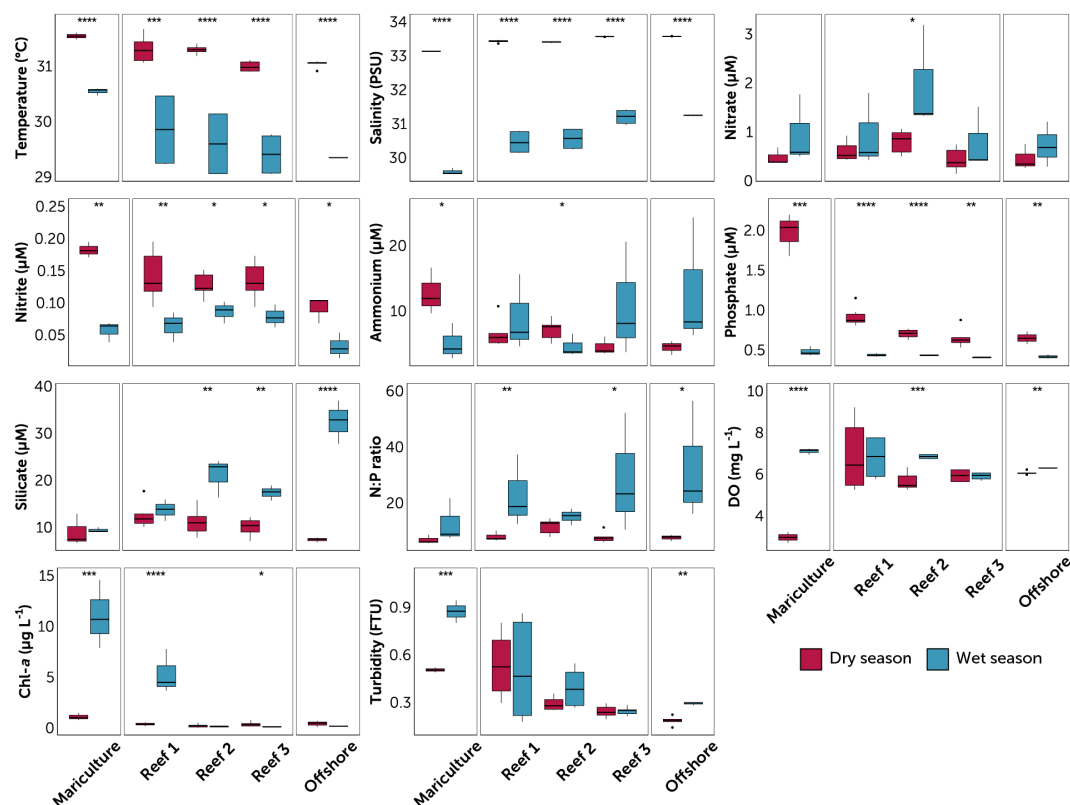 Temperature (°C)
31
30
29
**** *** **** **** ****
Salinity (PSU)
34
33
32
31
30
**** **** **** **** ****
Nitrate (µM)
3
2
1
0
*
Nitrite (µM)
0.25
0.20
0.15
0.10
0.05
** ** * * *
Ammonium (µM)
20
10
0
* *
Phosphate (µM)
2.0
1.5
1.0
0.5
*** **** **** ** **
Silicate (µM)
40
30
20
10
** ** ****
N:P ratio
60
40
20
0
** * *
DO (mg L⁻¹)
10
8
6
4
**** *** **
Mariculture Reef 1 Reef 2 Reef 3 Offshore
Chl-a (µg L⁻¹)
15
10
5
0
*** **** *
Mariculture Reef 1 Reef 2 Reef 3 Offshore
Turbidity (FTU)
0.9
0.6
0.3
*** **
Mariculture Reef 1 Reef 2 Reef 3 Offshore
Dry season Wet season